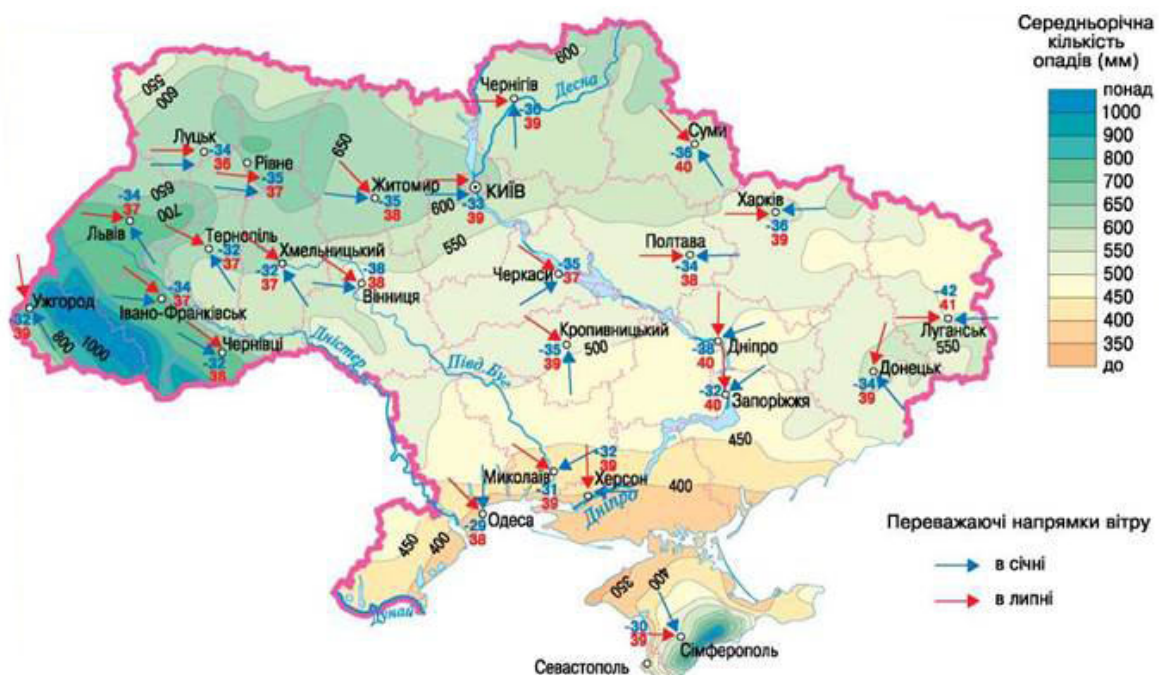 Середньорічна
кількість
опадів (мм)
понад
1000
900
800
700
650
600
550
500
450
400
350
до
600
Чернігів
Десна
-36
39
550
600
Луцьк
-34
36
Рівне
-35
37
650
Житомир
-35
38
КИЇВ
-33
39
600
Суми
-36
40
650
700
-34
37
Львів
Тернопіль
-32
37
Хмельницький
-32
37
550
-38
38
Вінниця
Черкаси
-35
37
Полтава
-34
38
Харків
-36
39
Ужгород
-32
39
800
1000
-34
37
Івано-Франківськ
Чернівці
-32
38
Дністер
Півд. Буг
Кропивницький
-35
39
500
Дніпро
-38
40
-42
41
Луганськ
550
Донецьк
-34
39
-32
40
Запоріжжя
450
400
-32
39
Миколаїв
-31
39
Херсон
Дніпро
-29
38
Одеса
450
400
Дунай
350
400
-30
39
Сімферополь
Севастополь
Переважаючі напрямки вітру
в січні
в липні